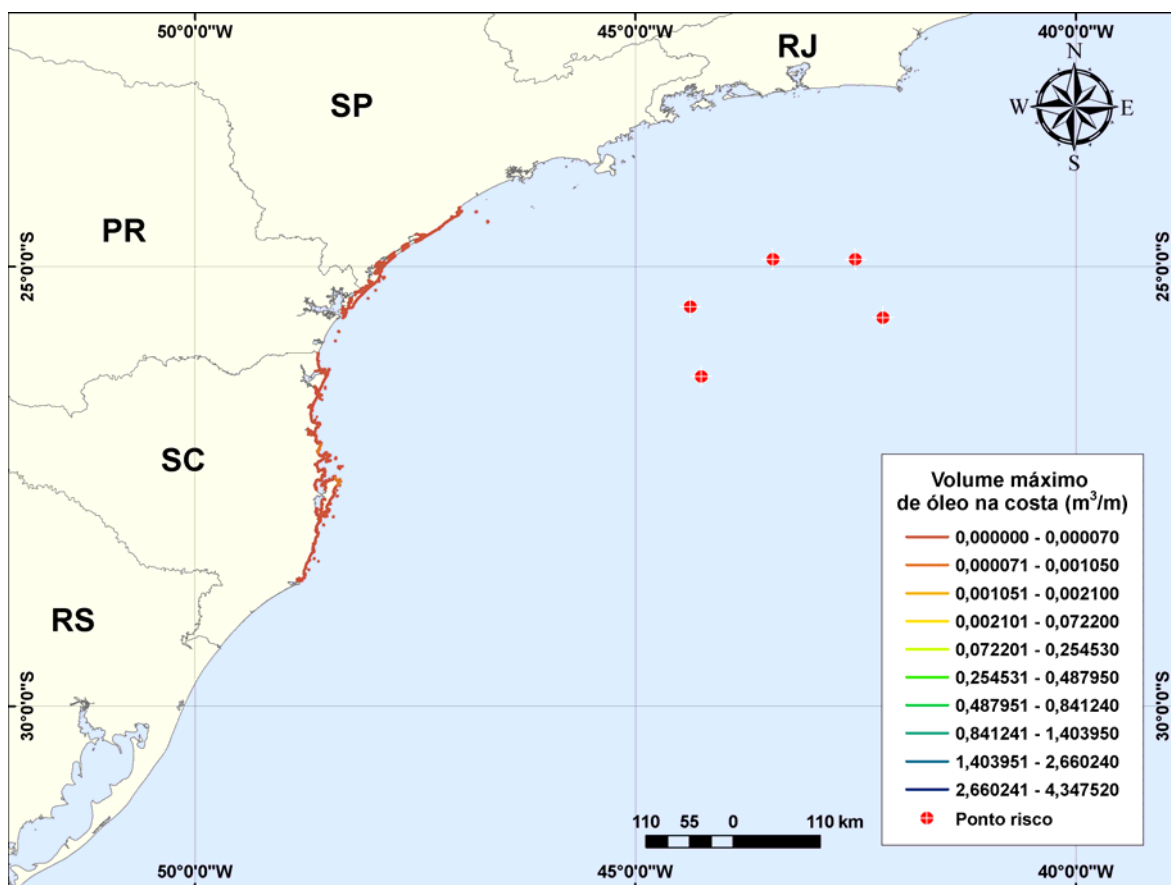 50°0'0"W
45°0'0"W
40°0'0"W
RJ
N
W
E
S
SP
PR
25°0'0"S
25°0'0"S
SC
RS
30°0'0"S
30°0'0"S
Volume máximo
de óleo na costa (m³/m)
0,000000 - 0,000070
0,000071 - 0,001050
0,001051 - 0,002100
0,002101 - 0,072200
0,072201 - 0,254530
0,254531 - 0,487950
0,487951 - 0,841240
0,841241 - 1,403950
1,403951 - 2,660240
2,660241 - 4,347520
Ponto risco
110 55 0 110 km
50°0'0"W
45°0'0"W
40°0'0"W